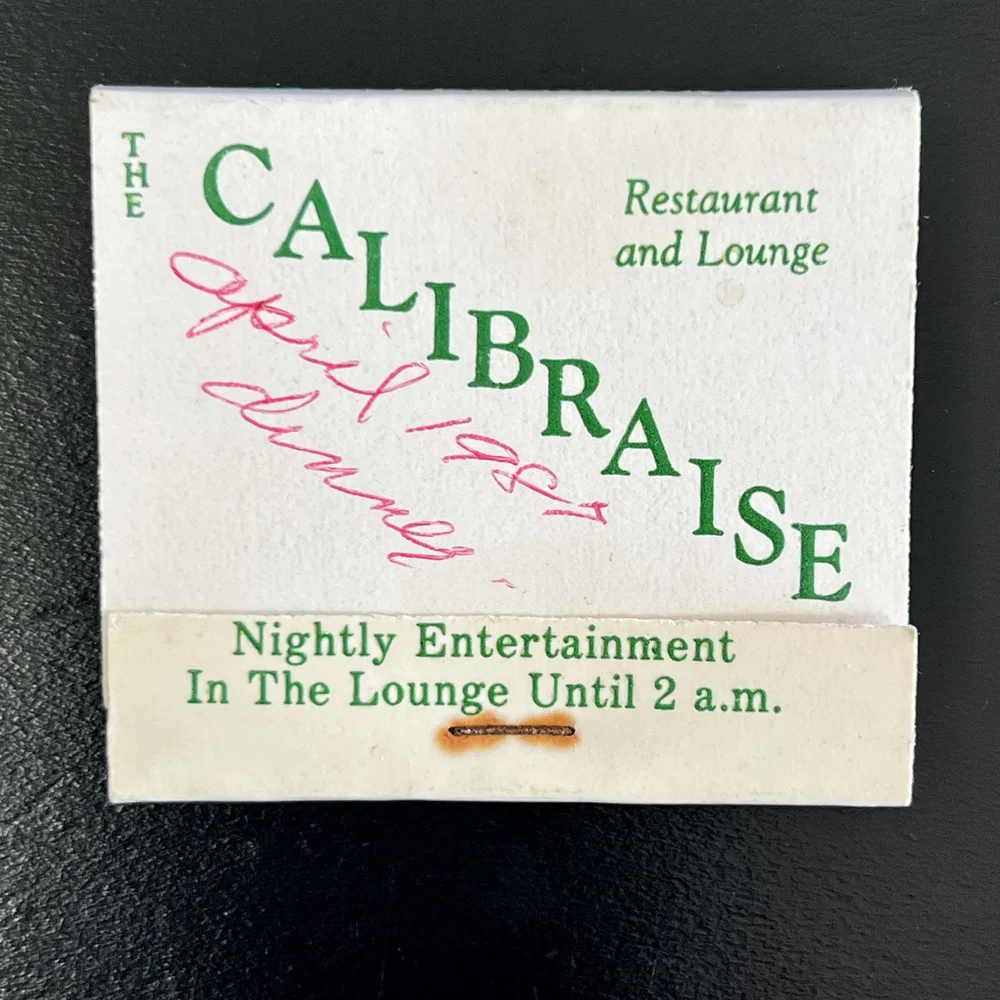 THE CALIBRAISE
Restaurant
and Lounge
April 1987
dinner
Nightly Entertainment
In The Lounge Until 2 a.m.